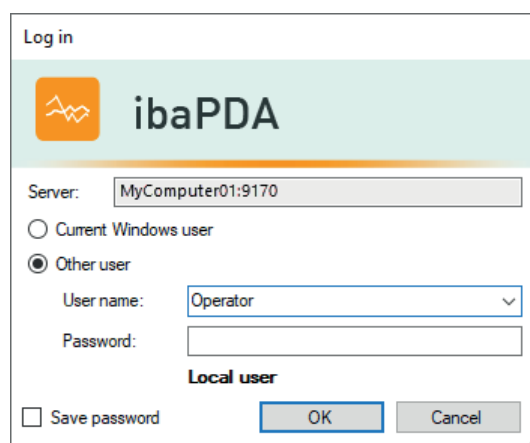 Log in
ibaPDA
Server: MyComputer01:9170
Current Windows user
Other user
User name: Operator
Password:
Local user
Save password OK Cancel